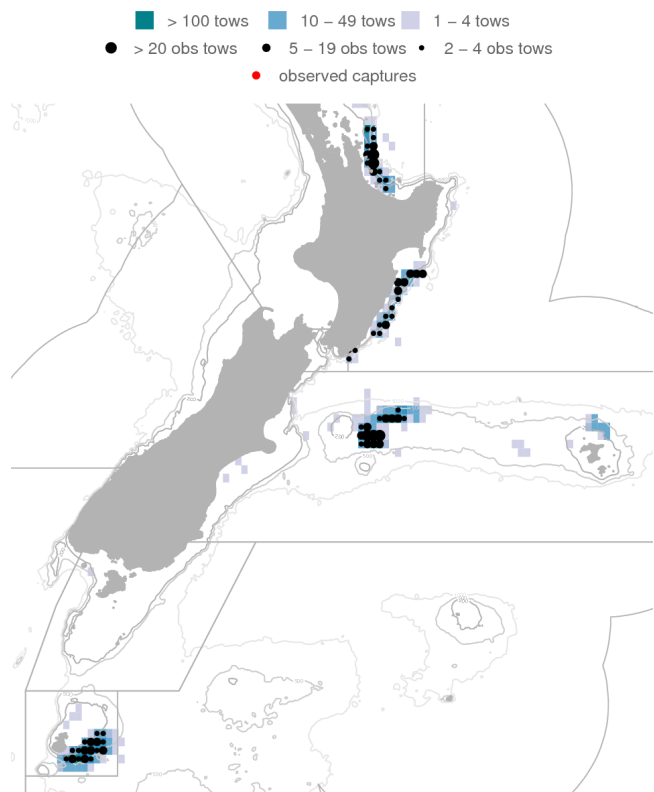 > 100 tows 10 − 49 tows 1 − 4 tows
> 20 obs tows 5 − 19 obs tows 2 − 4 obs tows
observed captures